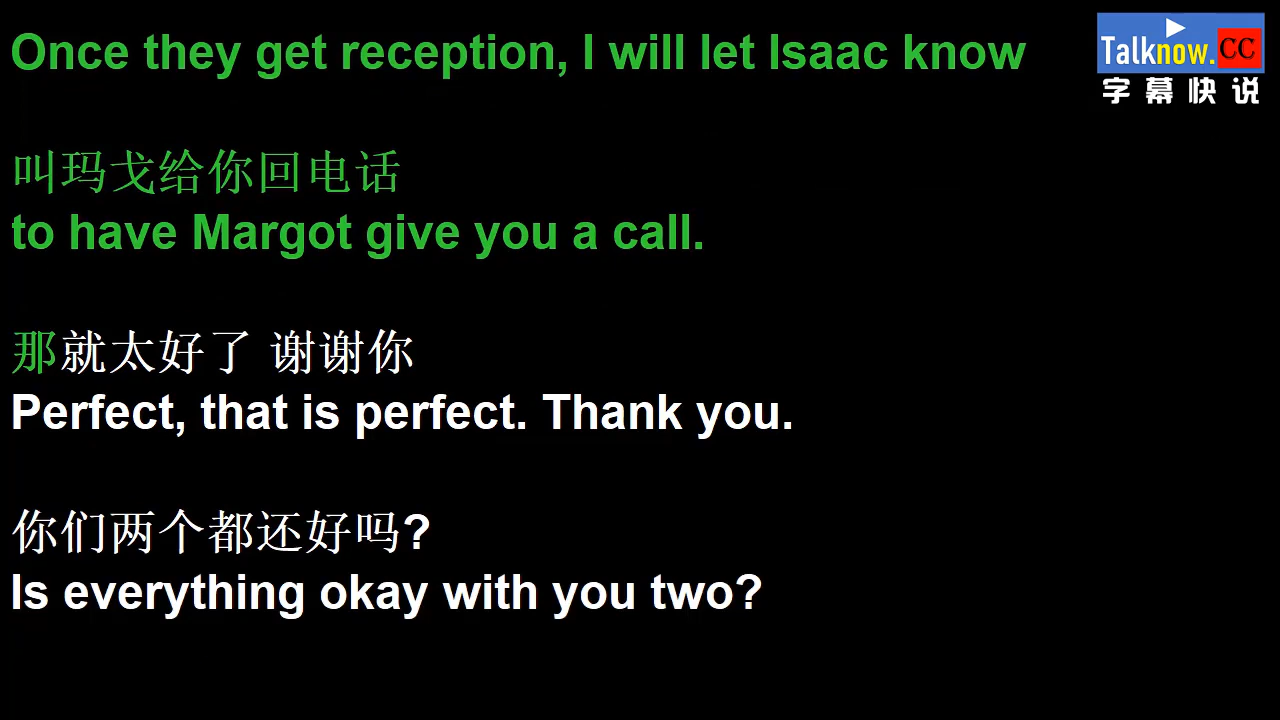 Once they get reception, I will let Isaac know
Talknow.CC
字幕快说
叫玛戈给你回电话
to have Margot give you a call.
那就太好了 谢谢你
Perfect, that is perfect. Thank you.
你们两个都还好吗?
Is everything okay with you two?